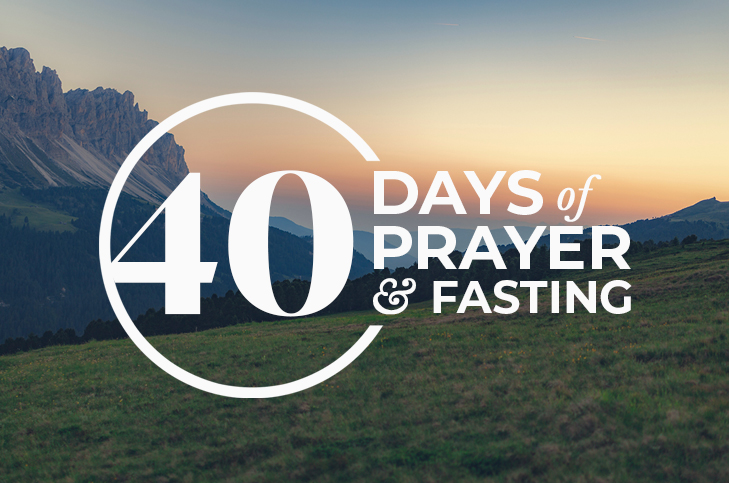 40
DAYS of
PRAYER
& FASTING